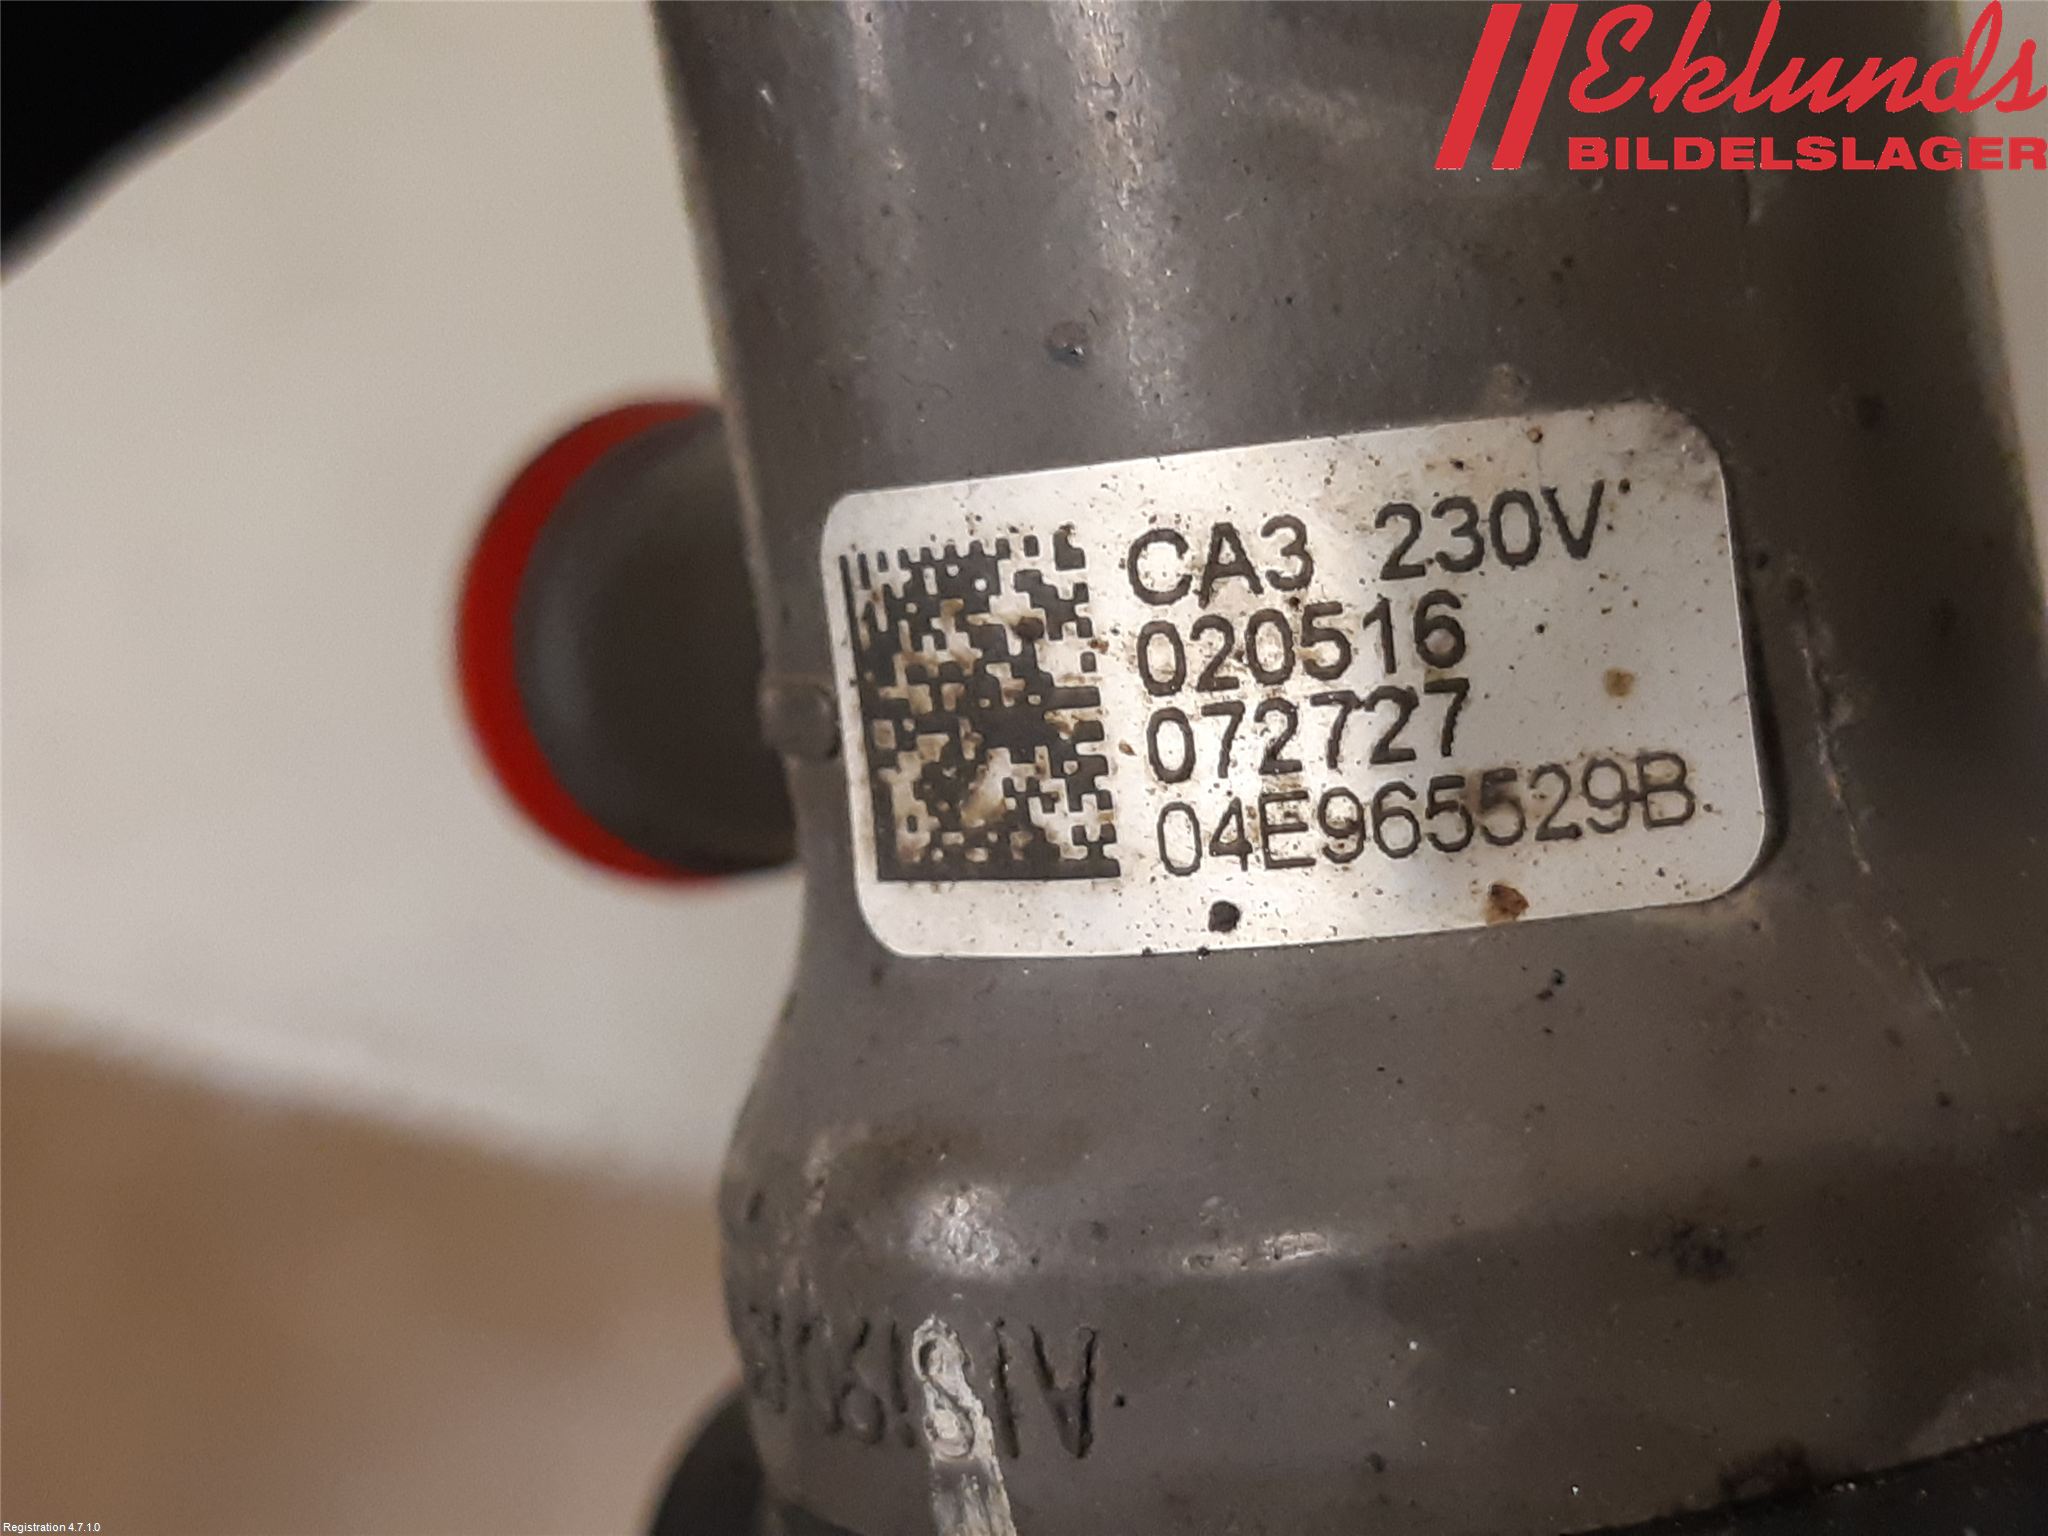 Eklunds
BILDELSLAGER
CA3 230V
020516
072727
04E965529B
Registration 4.7.1.0